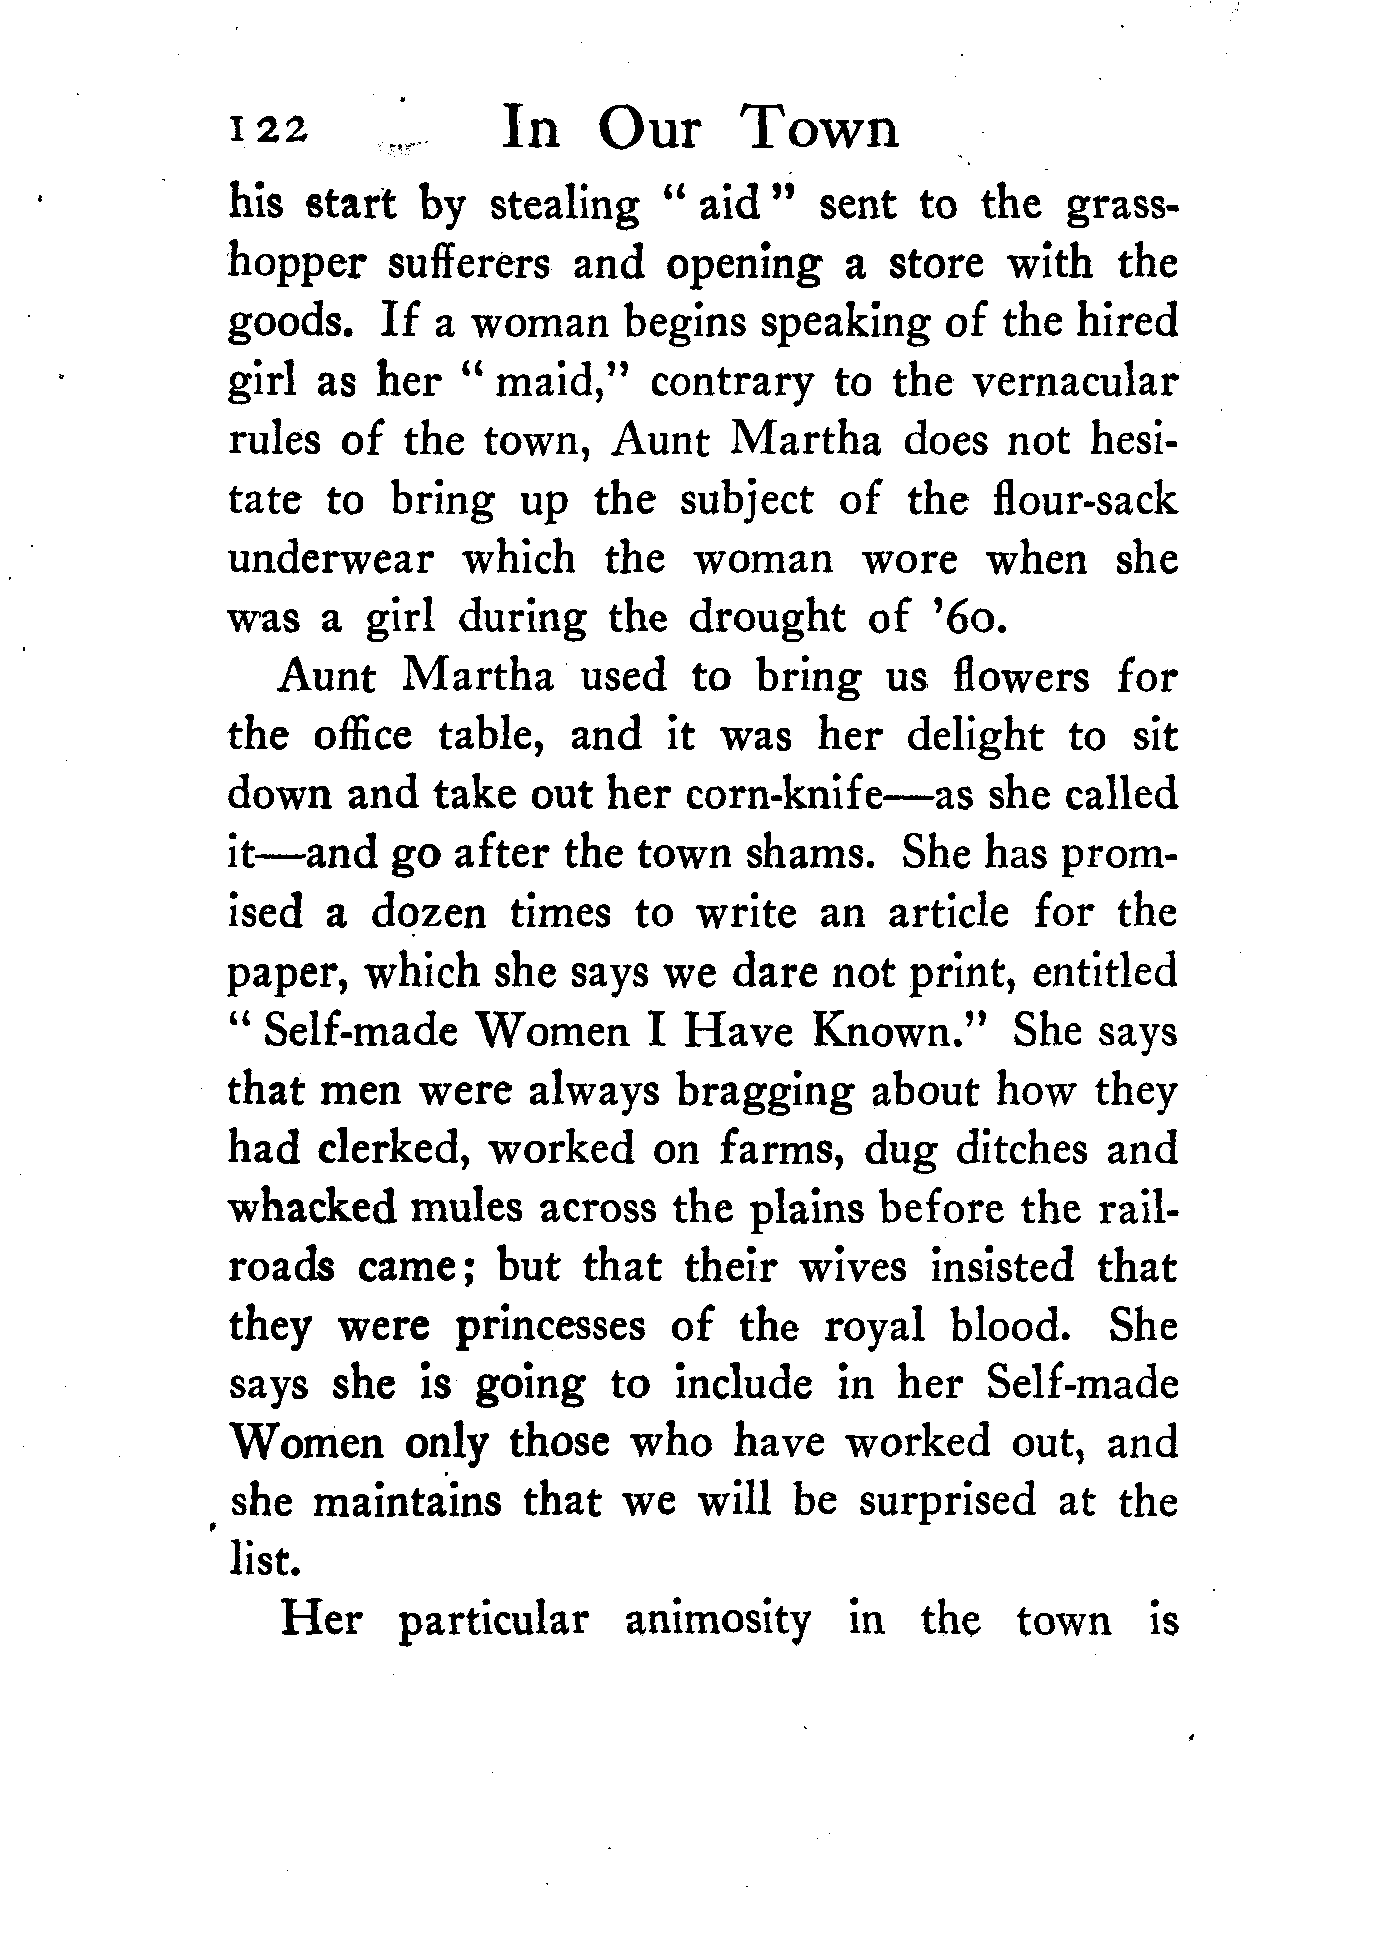 122 In Our Town
his start by stealing " aid " sent to the grass-
hopper sufferers and opening a store with the
goods. If a woman begins speaking of the hired
girl as her " maid," contrary to the vernacular
rules of the town, Aunt Martha does not hesi-
tate to bring up the subject of the flour-sack
underwear which the woman wore when she
was a girl during the drought of '60.
Aunt Martha used to bring us flowers for
the office table, and it was her delight to sit
down and take out her corn-knife—as she called
it—and go after the town shams. She has prom-
ised a dozen times to write an article for the
paper, which she says we dare not print, entitled
" Self-made Women I Have Known." She says
that men were always bragging about how they
had clerked, worked on farms, dug ditches and
whacked mules across the plains before the rail-
roads came; but that their wives insisted that
they were princesses of the royal blood. She
says she is going to include in her Self-made
Women only those who have worked out, and
she maintains that we will be surprised at the
list.
Her particular animosity in the town is